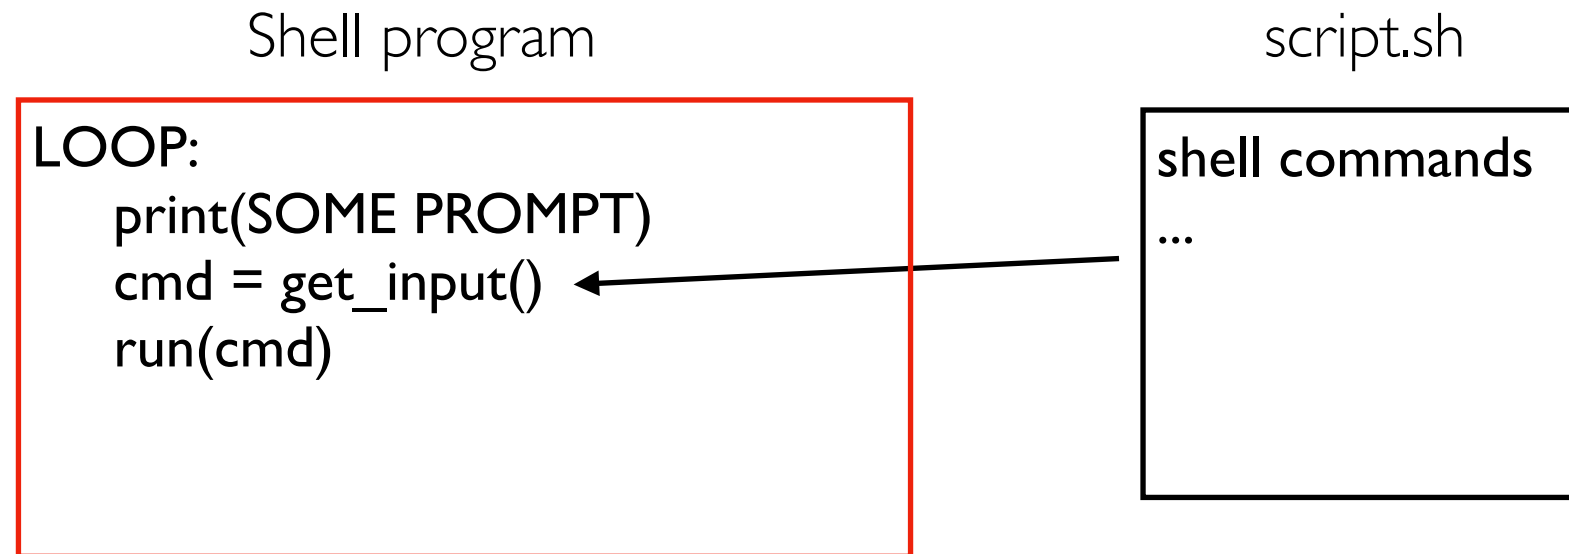 Shell program
LOOP:
print(SOME PROMPT)
cmd = get_input()
run(cmd)
script.sh
shell commands
...